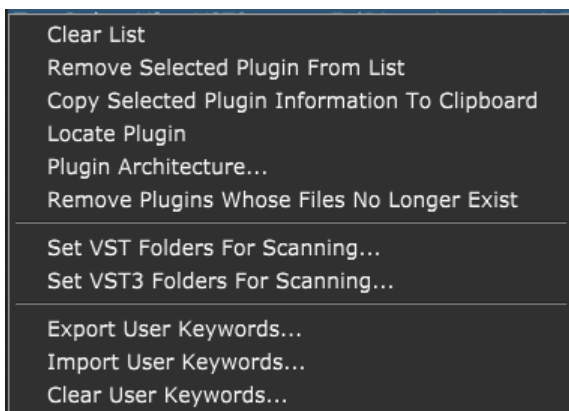 Clear List
Remove Selected Plugin From List
Copy Selected Plugin Information To Clipboard
Locate Plugin
Plugin Architecture...
Remove Plugins Whose Files No Longer Exist
Set VST Folders For Scanning...
Set VST3 Folders For Scanning...
Export User Keywords...
Import User Keywords...
Clear User Keywords...